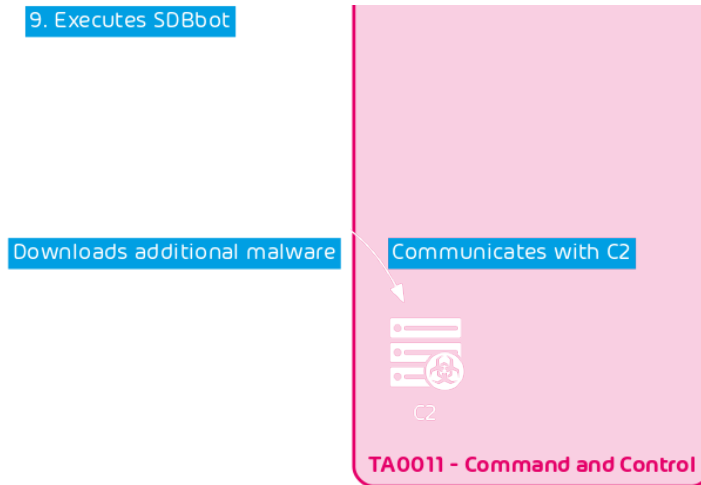 9. Executes SDBbot
Downloads additional malware
Communicates with C2
C2
TA0011 - Command and Control